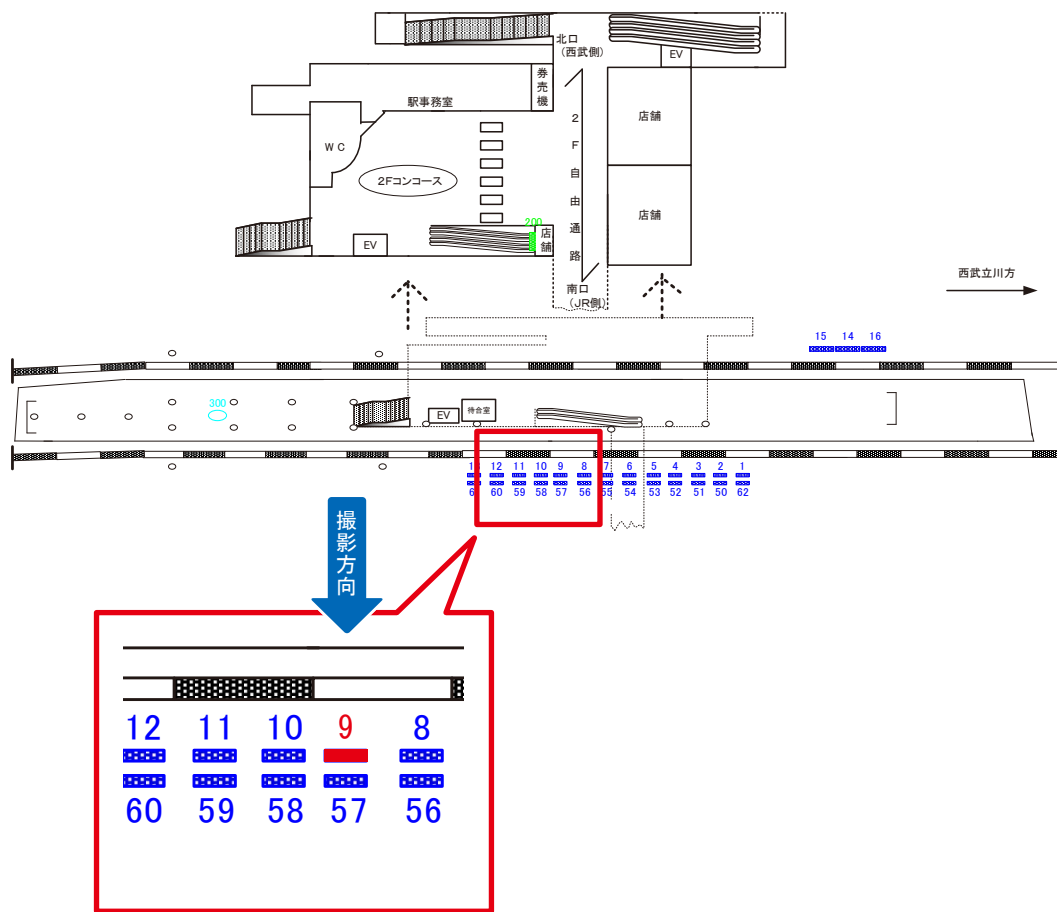 北口
(西武側)
EV
券売機
駅事務室
店舗
WC
2F自由通路
2Fコンコース
店舗
200
店舗
EV
南口
(JR側)
西武立川方
15 14 16
300
EV
待合室
13 12 11 10 9 8 7 6 5 4 3 2 1
60 59 58 57 56 55 54 53 52 51 50 62
撮影方向
12 11 10 9 8
60 59 58 57 56